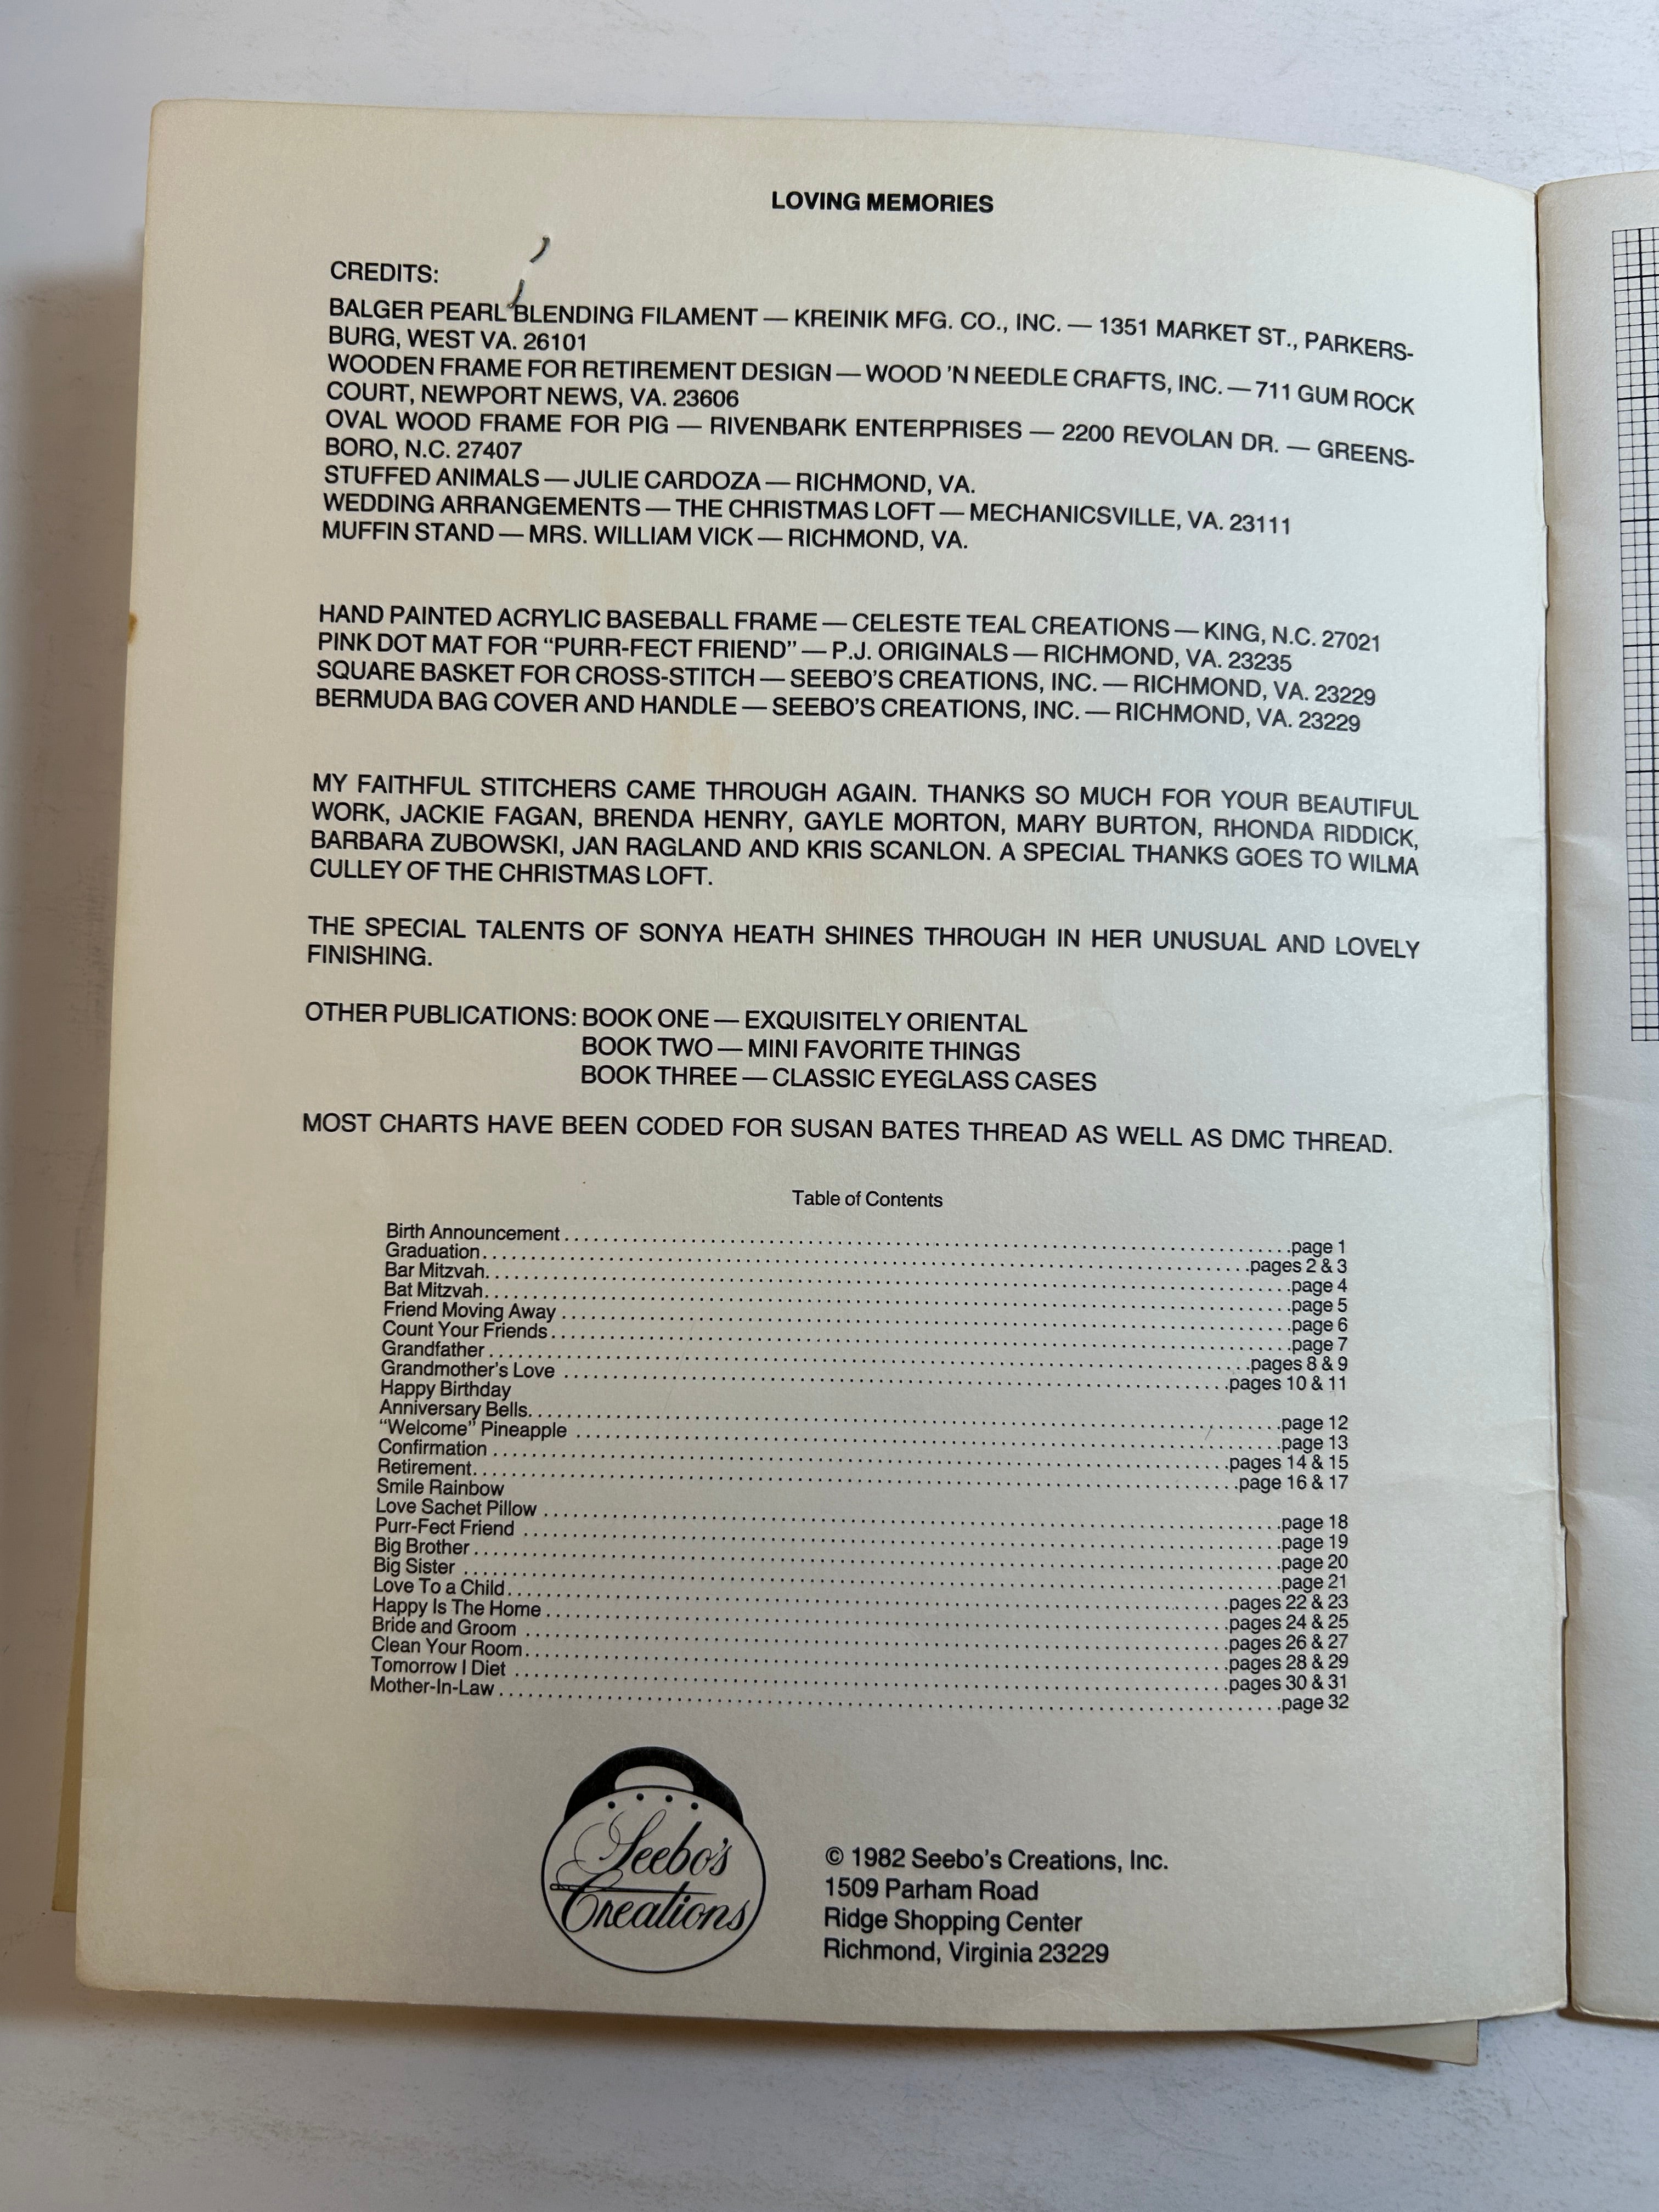 LOVING MEMORIES
CREDITS:
BALGER PEARL BLENDING FILAMENT — KREINIK MFG. CO., INC. — 1351 MARKET ST., PARKERS-
BURG, WEST VA. 26101
WOODEN FRAME FOR RETIREMENT DESIGN — WOOD 'N NEEDLE CRAFTS, INC. — 711 GUM ROCK
COURT, NEWPORT NEWS, VA. 23606
OVAL WOOD FRAME FOR PIG — RIVENBARK ENTERPRISES — 2200 REVOLAN DR. — GREENS-
BORO, N.C. 27407
STUFFED ANIMALS — JULIE CARDOZA — RICHMOND, VA.
WEDDING ARRANGEMENTS — THE CHRISTMAS LOFT — MECHANICSVILLE, VA. 23111
MUFFIN STAND — MRS. WILLIAM VICK — RICHMOND, VA.
HAND PAINTED ACRYLIC BASEBALL FRAME — CELESTE TEAL CREATIONS — KING, N.C. 27021
PINK DOT MAT FOR “PURR-FECT FRIEND” — P.J. ORIGINALS — RICHMOND, VA. 23235
SQUARE BASKET FOR CROSS-STITCH — SEEBO'S CREATIONS, INC. — RICHMOND, VA. 23229
BERMUDA BAG COVER AND HANDLE — SEEBO'S CREATIONS, INC. — RICHMOND, VA. 23229
MY FAITHFUL STITCHERS CAME THROUGH AGAIN. THANKS SO MUCH FOR YOUR BEAUTIFUL
WORK, JACKIE FAGAN, BRENDA HENRY, GAYLE MORTON, MARY BURTON, RHONDA RIDDICK,
BARBARA ZUBOWSKI, JAN RAGLAND AND KRIS SCANLON. A SPECIAL THANKS GOES TO WILMA
CULLEY OF THE CHRISTMAS LOFT.
THE SPECIAL TALENTS OF SONYA HEATH SHINES THROUGH IN HER UNUSUAL AND LOVELY
FINISHING.
OTHER PUBLICATIONS: BOOK ONE — EXQUISITELY ORIENTAL
BOOK TWO — MINI FAVORITE THINGS
BOOK THREE — CLASSIC EYEGLASS CASES
MOST CHARTS HAVE BEEN CODED FOR SUSAN BATES THREAD AS WELL AS DMC THREAD.
Table of Contents
Birth Announcement ........ page 1
Graduation ........ pages 2 & 3
Bar Mitzvah ........ page 4
Bat Mitzvah ........ page 5
Friend Moving Away ........ page 6
Count Your Friends ........ page 7
Grandfather ........ pages 8 & 9
Grandmother's Love ........ pages 10 & 11
Happy Birthday
Anniversary Bells ........ page 12
“Welcome” Pineapple ........ page 13
Confirmation ........ pages 14 & 15
Retirement ........ page 16 & 17
Smile Rainbow
Love Sachet Pillow ........ page 18
Purr-Fect Friend ........ page 19
Big Brother ........ page 20
Big Sister ........ page 21
Love To a Child ........ pages 22 & 23
Happy Is The Home ........ pages 24 & 25
Bride and Groom ........ pages 26 & 27
Clean Your Room ........ pages 28 & 29
Tomorrow I Diet ........ pages 30 & 31
Mother-In-Law ........ page 32
Seebo's
Creations
© 1982 Seebo's Creations, Inc.
1509 Parham Road
Ridge Shopping Center
Richmond, Virginia 23229